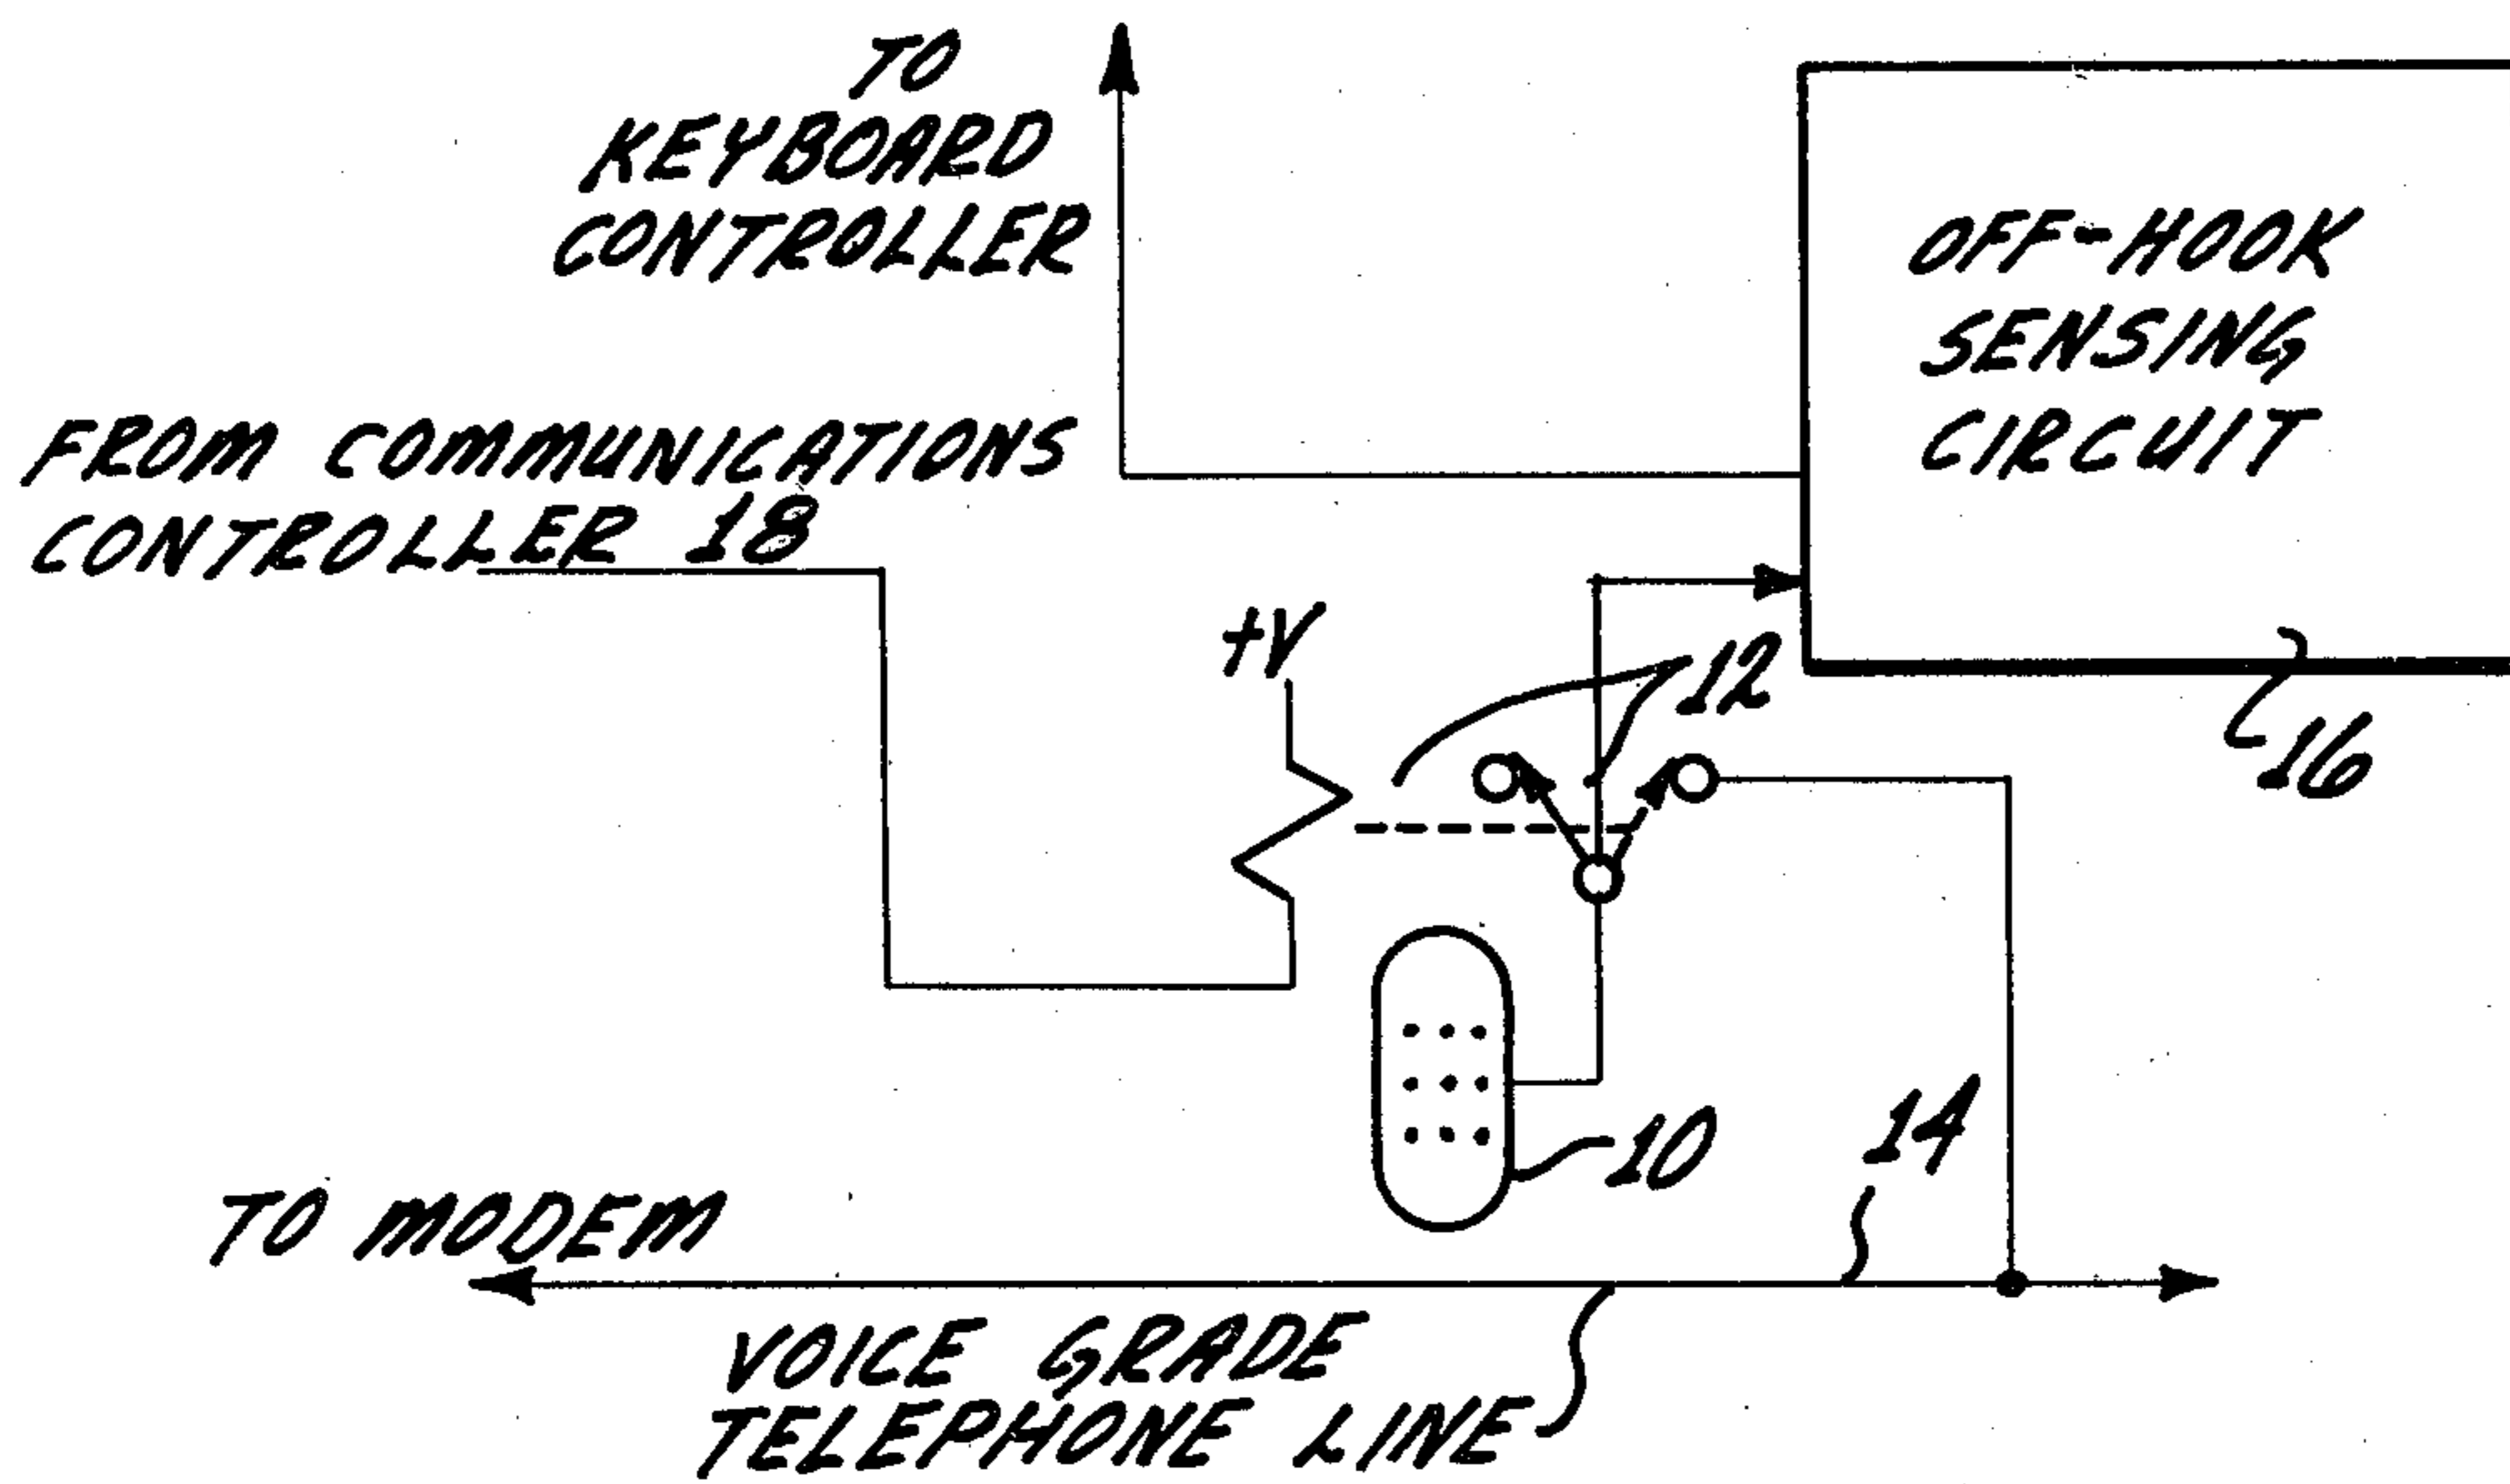 TO
KEYBOARD
CONTROLLER
OFF-HOOK
SENSING
CIRCUIT
FROM COMMUNICATIONS
CONTROLLER 18
+V
12
16
10
14
TO MODEM
VOICE GRADE
TELEPHONE LINE